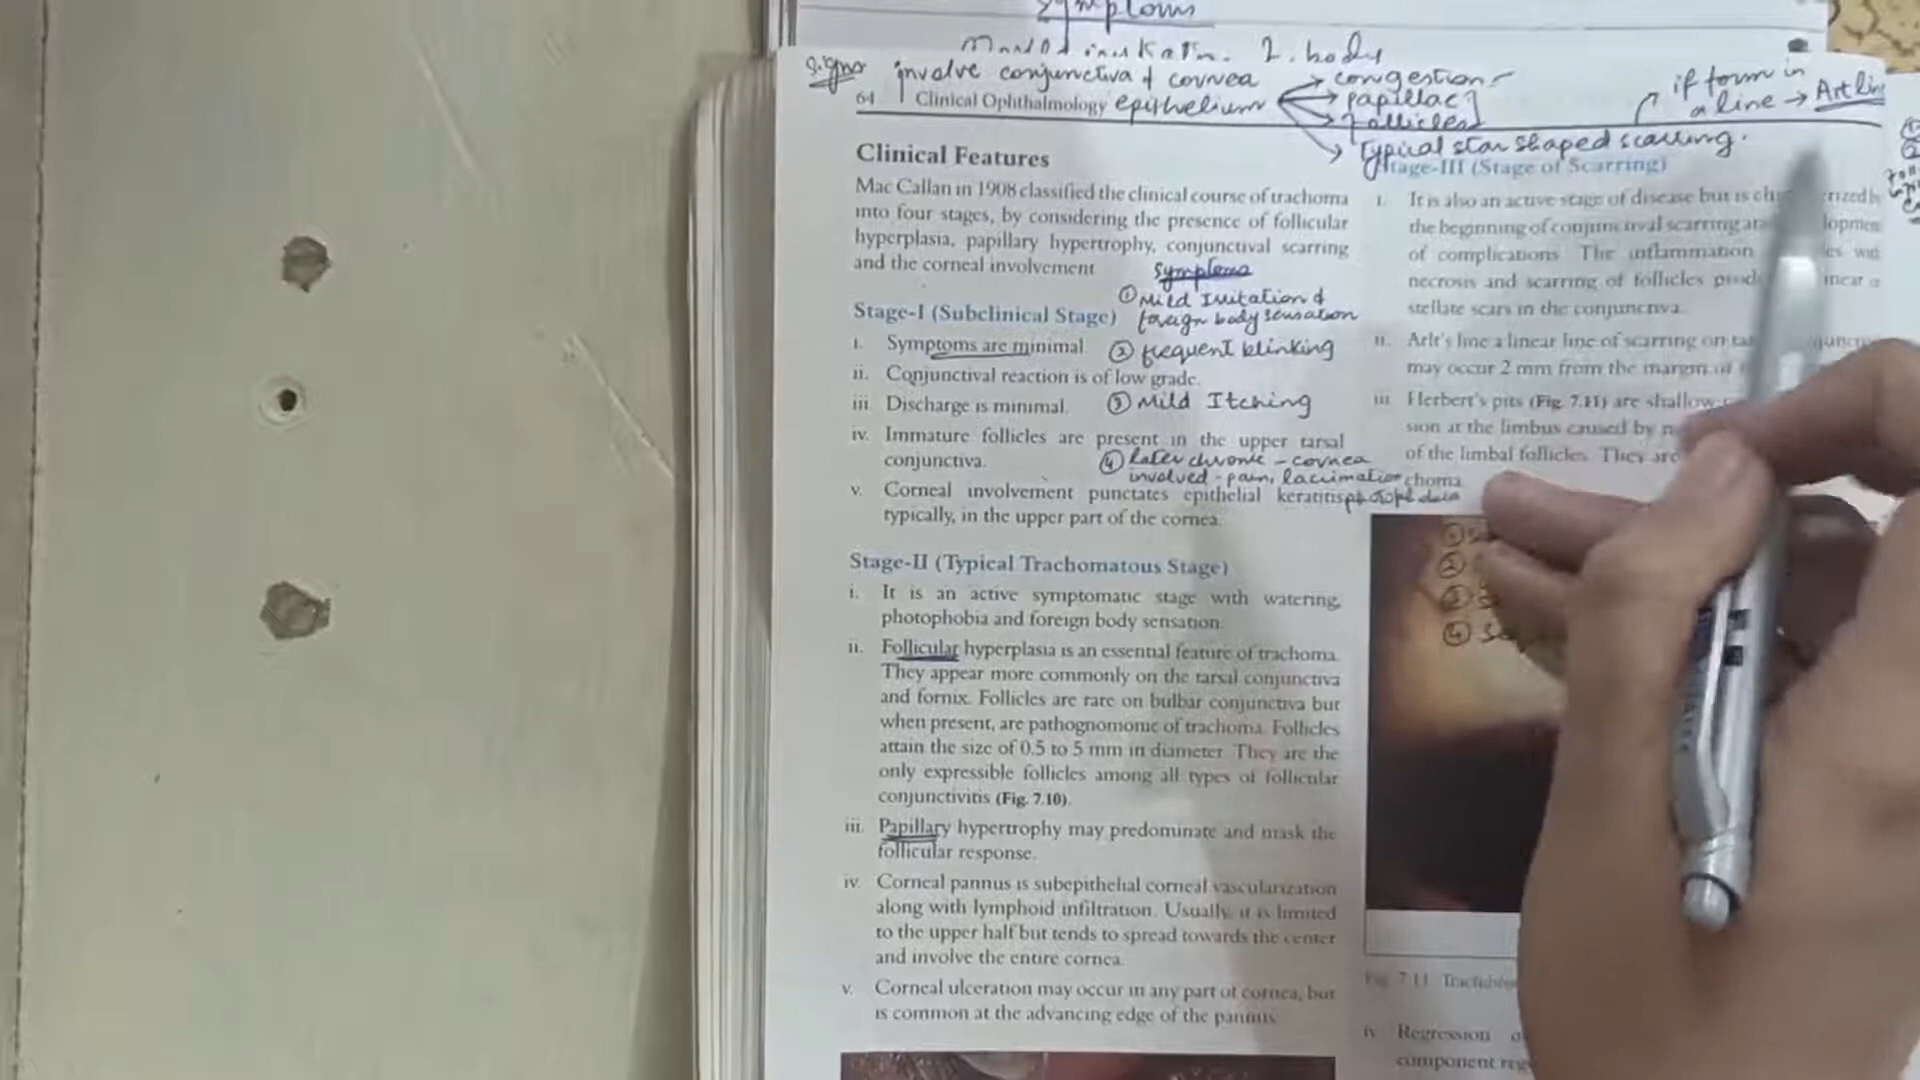 Symptoms
2. body
Signs involve conjunctiva & cornea
epithelium
→ congestion
→ papillae
→ follicles
→ Typical star shaped scarring.
if form in
a line →
64 Clinical Ophthalmology
Clinical Features
Mac Callan in 1908 classified the clinical course of trachoma
into four stages, by considering the presence of follicular
hyperplasia, papillary hypertrophy, conjunctival scarring
and the corneal involvement
Symptoms
① Mild Irritation &
foreign body sensation
Stage-I (Subclinical Stage)
i. Symptoms are minimal
② frequent blinking
ii. Conjunctival reaction is of low grade.
iii. Discharge is minimal.
③ Mild Itching
iv. Immature follicles are present in the upper tarsal
conjunctiva.
④ later chronic - cornea
involved - pain, lacrimation
v. Corneal involvement punctates epithelial keratitis
typically, in the upper part of the cornea.
Stage-II (Typical Trachomatous Stage)
i. It is an active symptomatic stage with watering,
photophobia and foreign body sensation.
ii. Follicular hyperplasia is an essential feature of trachoma.
They appear more commonly on the tarsal conjunctiva
and fornix. Follicles are rare on bulbar conjunctiva but
when present, are pathognomonic of trachoma. Follicles
attain the size of 0.5 to 5 mm in diameter. They are the
only expressible follicles among all types of follicular
conjunctivitis (Fig. 7.10).
iii. Papillary hypertrophy may predominate and mask the
follicular response.
iv. Corneal pannus is subepithelial corneal vascularization
along with lymphoid infiltration. Usually, it is limited
to the upper half but tends to spread towards the center
and involve the entire cornea.
v. Corneal ulceration may occur in any part of cornea, but
is common at the advancing edge of the pannus
Stage-III (Stage of Scarring)
i. It is also an active stage of disease but is
the beginning of conjunctival scarring
of complications. The inflammation
necrosis and scarring of follicles
stellate scars in the conjunctiva.
ii. Arlt's line a linear line of scarring on
may occur 2 mm from the margin of
iii. Herbert's pits (Fig. 7.11) are shallow
sion at the limbus caused by
of the limbal follicles. They are
①
②
③
④
Fig. 7.11
iv. Regression
component